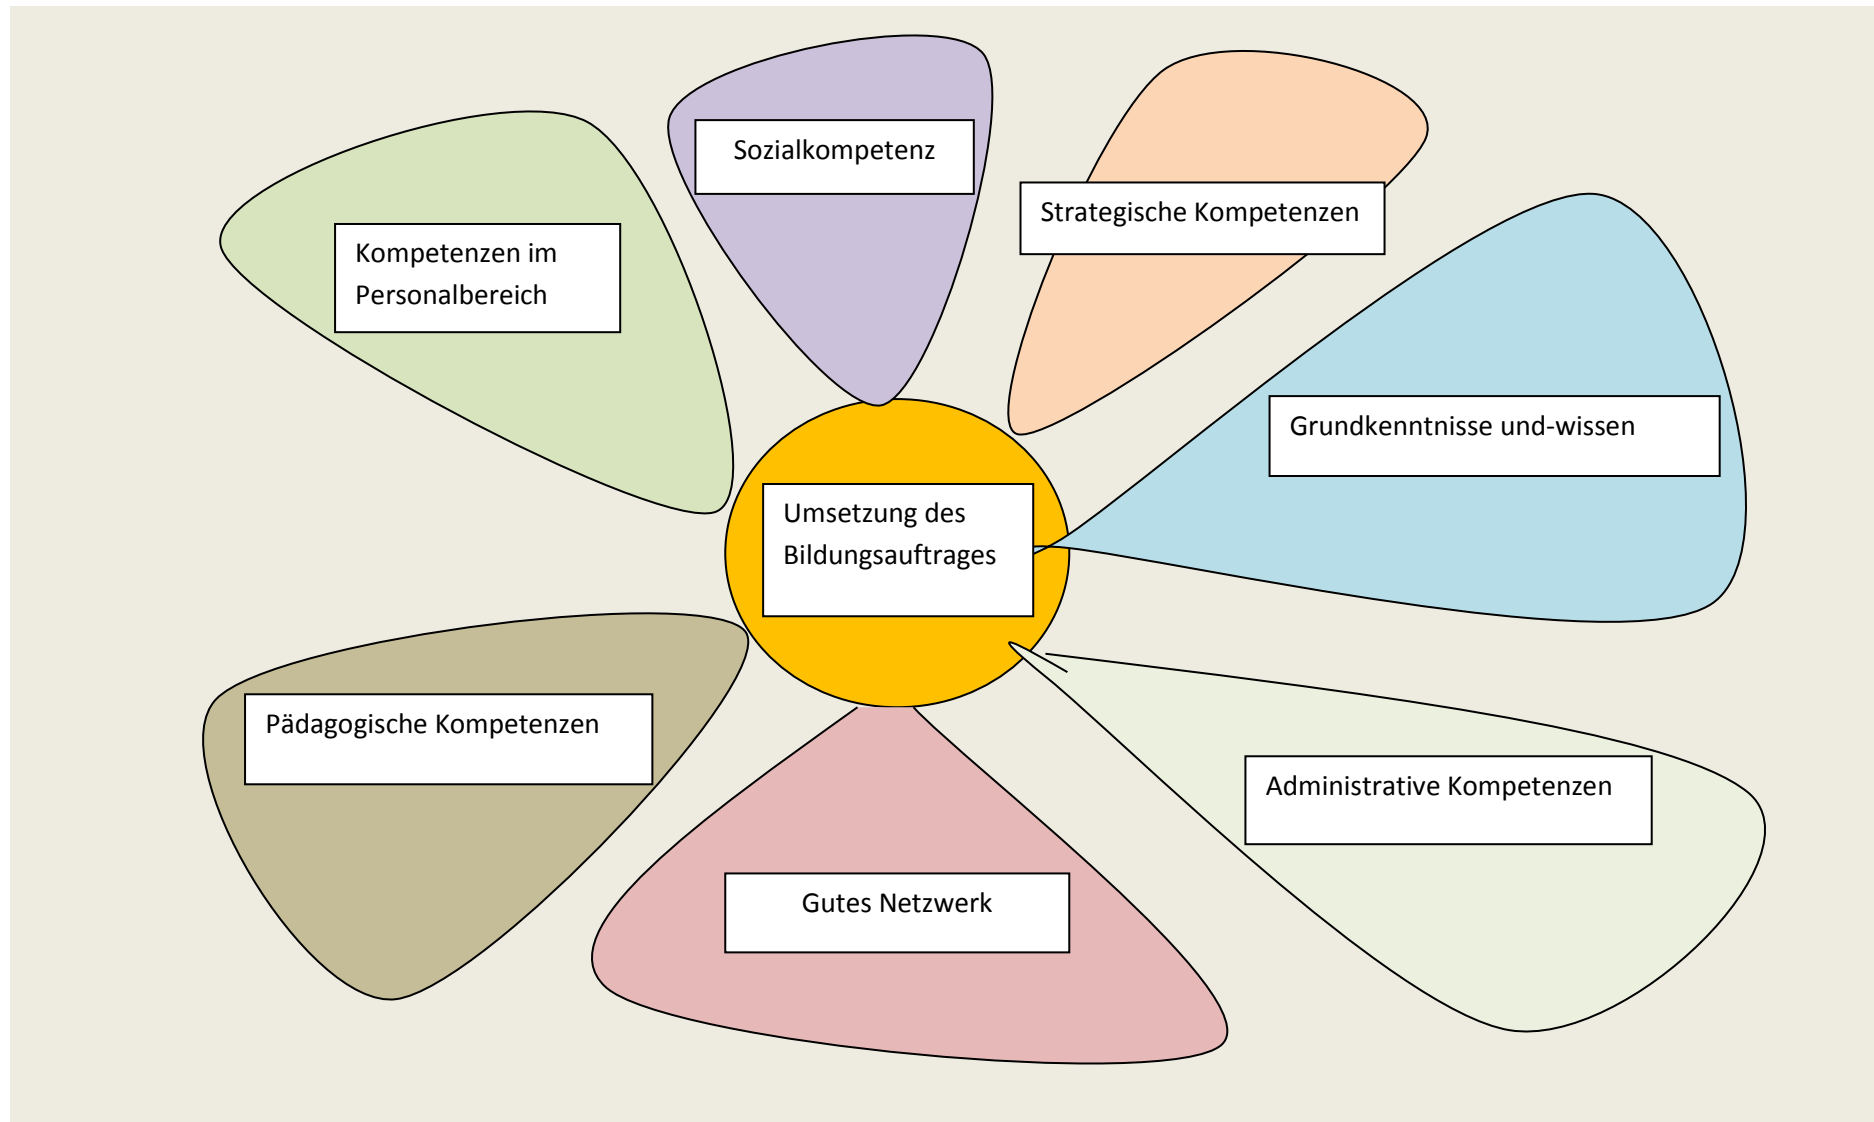 Sozialkompetenz
Strategische Kompetenzen
Kompetenzen im
Personalbereich
Grundkenntnisse und-wissen
Umsetzung des
Bildungsauftrages
Pädagogische Kompetenzen
Administrative Kompetenzen
Gutes Netzwerk